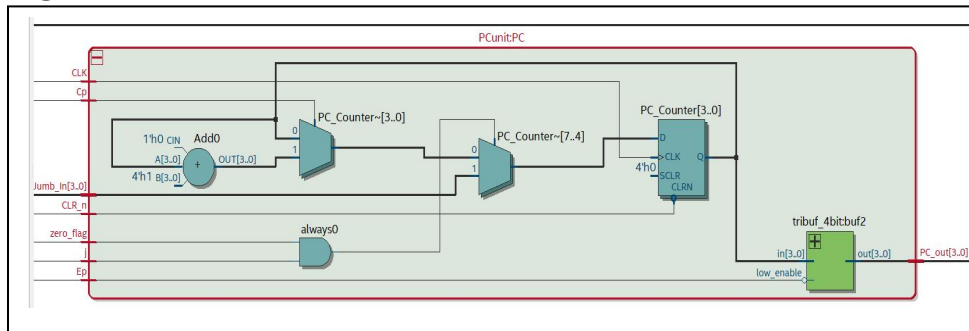 PCunit:PC
CLK
Cp
PC_Counter~[3..0]
PC_Counter[3..0]
Add0
PC_Counter~[7..4]
0
1
1'h0 CIN
A[3..0]
OUT[3..0]
+
4'h1 B[3..0]
0
1
D
CLK
Q
4'h0
SCLR
CLRN
Jumb_In[3..0]
CLR_n
zero_flag
always0
j
Ep
tribuf_4bit:buf2
+
in[3..0]
out[3..0]
PC_out[3..0]
low_enable